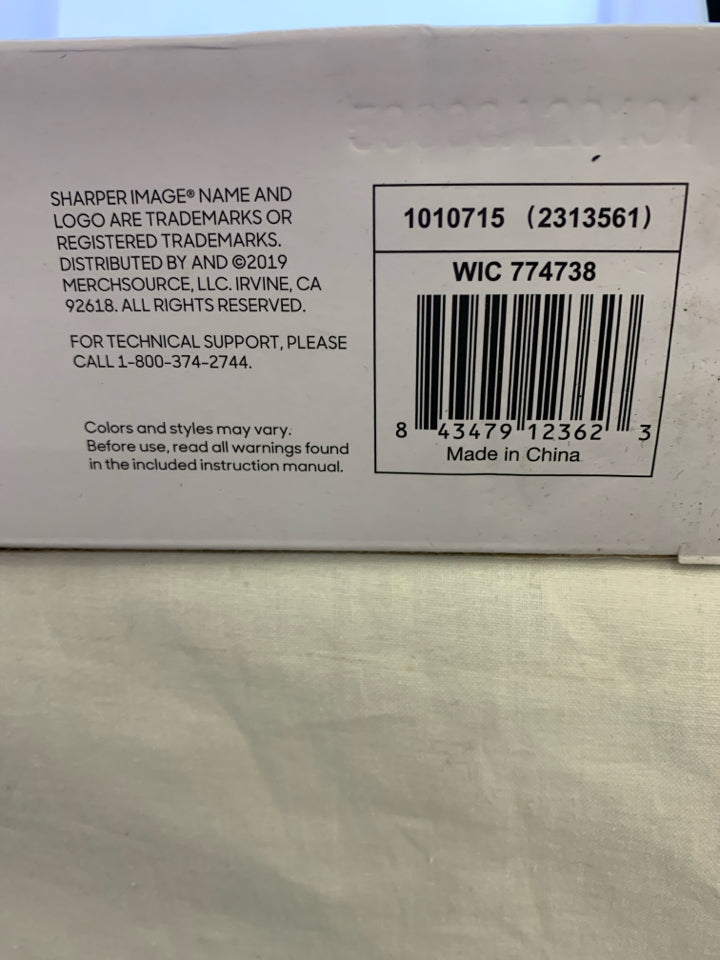 SHARPER IMAGE® NAME AND
LOGO ARE TRADEMARKS OR
REGISTERED TRADEMARKS.
DISTRIBUTED BY AND ©2019
MERCHSOURCE, LLC. IRVINE, CA
92618. ALL RIGHTS RESERVED.
FOR TECHNICAL SUPPORT, PLEASE
CALL 1-800-374-2744.
Colors and styles may vary.
Before use, read all warnings found
in the included instruction manual.
1010715 (2313561)
WIC 774738
8 43479 12362 3
Made in China